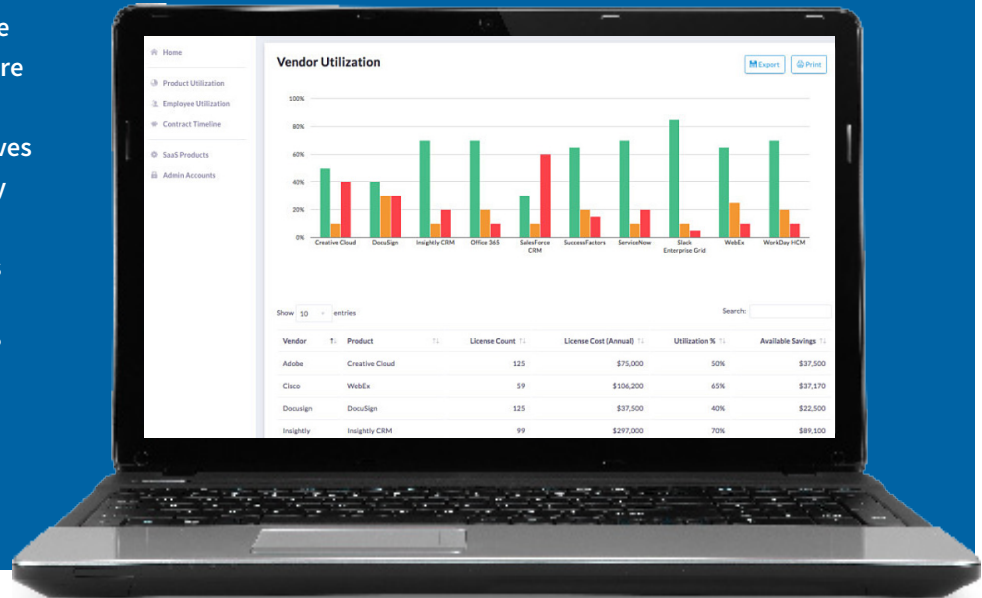 e
re
ves
y
s
Home
Product Utilization
Employee Utilization
Contract Timeline
SaaS Products
Admin Accounts
Vendor Utilization
Export Print
100%
80%
60%
40%
20%
0%
Creative Cloud DocuSign Insightly CRM Office 365 SalesForce CRM SuccessFactors ServiceNow Slack Enterprise Grid WebEx WorkDay HCM
Show 10 entries Search:
Vendor Product License Count License Cost (Annual) Utilization % Available Savings
Adobe Creative Cloud 125 $75,000 50% $37,500
Cisco WebEx 59 $106,200 65% $37,170
Docusign DocuSign 125 $37,500 40% $22,500
Insightly Insightly CRM 99 $297,000 70% $89,100